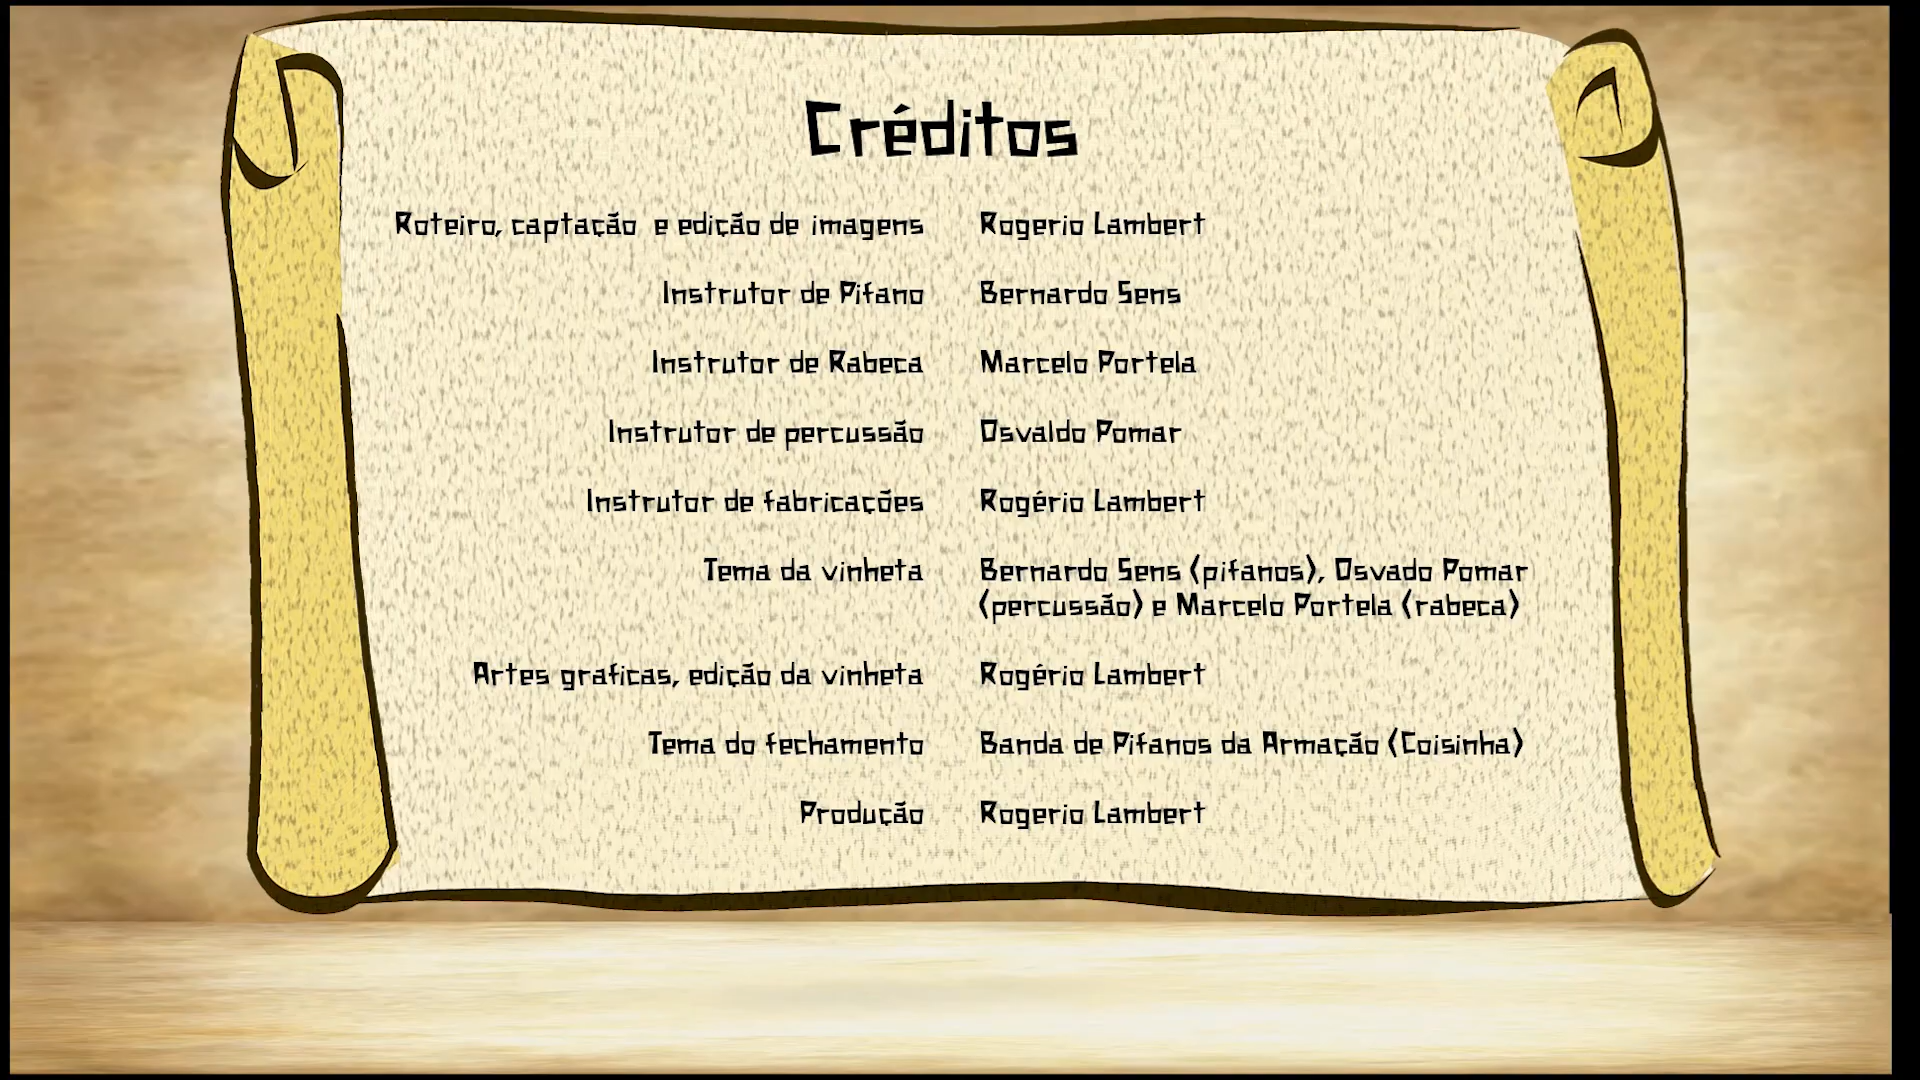 Créditos
Roteiro, captação e edição de imagens Rogerio Lambert
Instrutor de Pifano Bernardo Sens
Instrutor de Rabeca Marcelo Portela
Instrutor de percussão Osvaldo Pomar
Instrutor de fabricações Rogério Lambert
Tema da vinheta Bernardo Sens (pifanos), Osvado Pomar
(percussão) e Marcelo Portela (rabeca)
Artes graficas, edição da vinheta Rogério Lambert
Tema do fechamento Banda de Pifanos da Armação (Coisinha)
Produção Rogerio Lambert